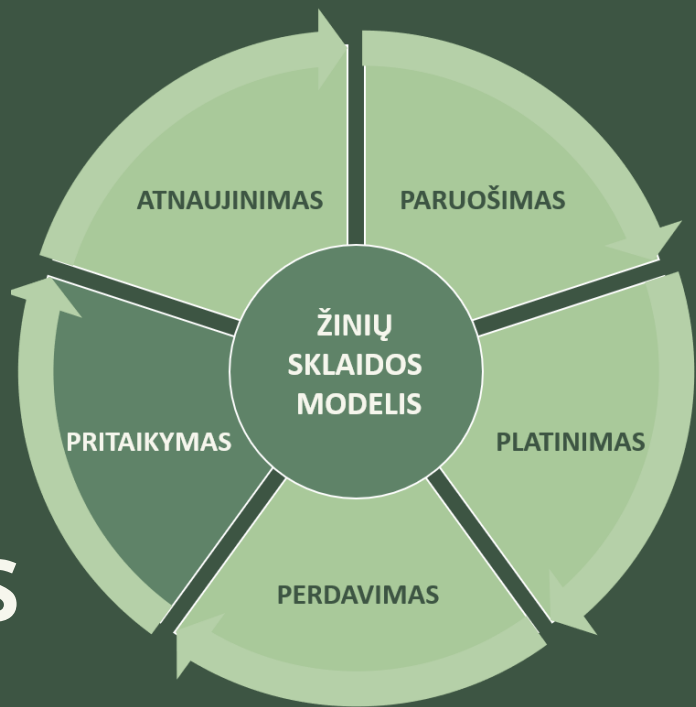 ŽINIŲ
SKLAIDOS
MODELIS
PARUOŠIMAS
PLATINIMAS
PERDAVIMAS
PRITAIKYMAS
ATNAUJINIMAS
S